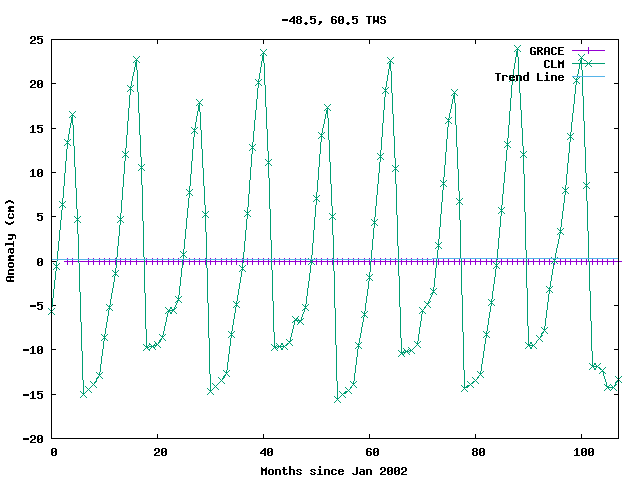 -48.5, 60.5 TWS
GRACE
CLM
Trend Line
25
20
15
10
5
0
-5
-10
-15
-20
Anomaly (cm)
0 20 40 60 80 100
Months since Jan 2002